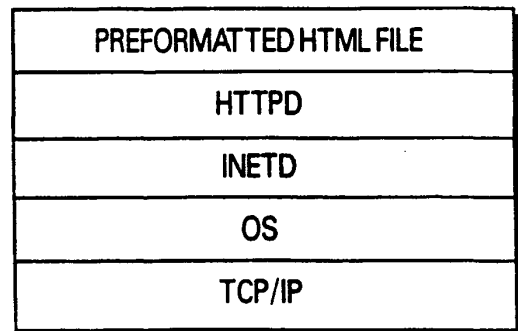 PREFORMATTED HTML FILE
HTTPD
INETD
OS
TCP/IP